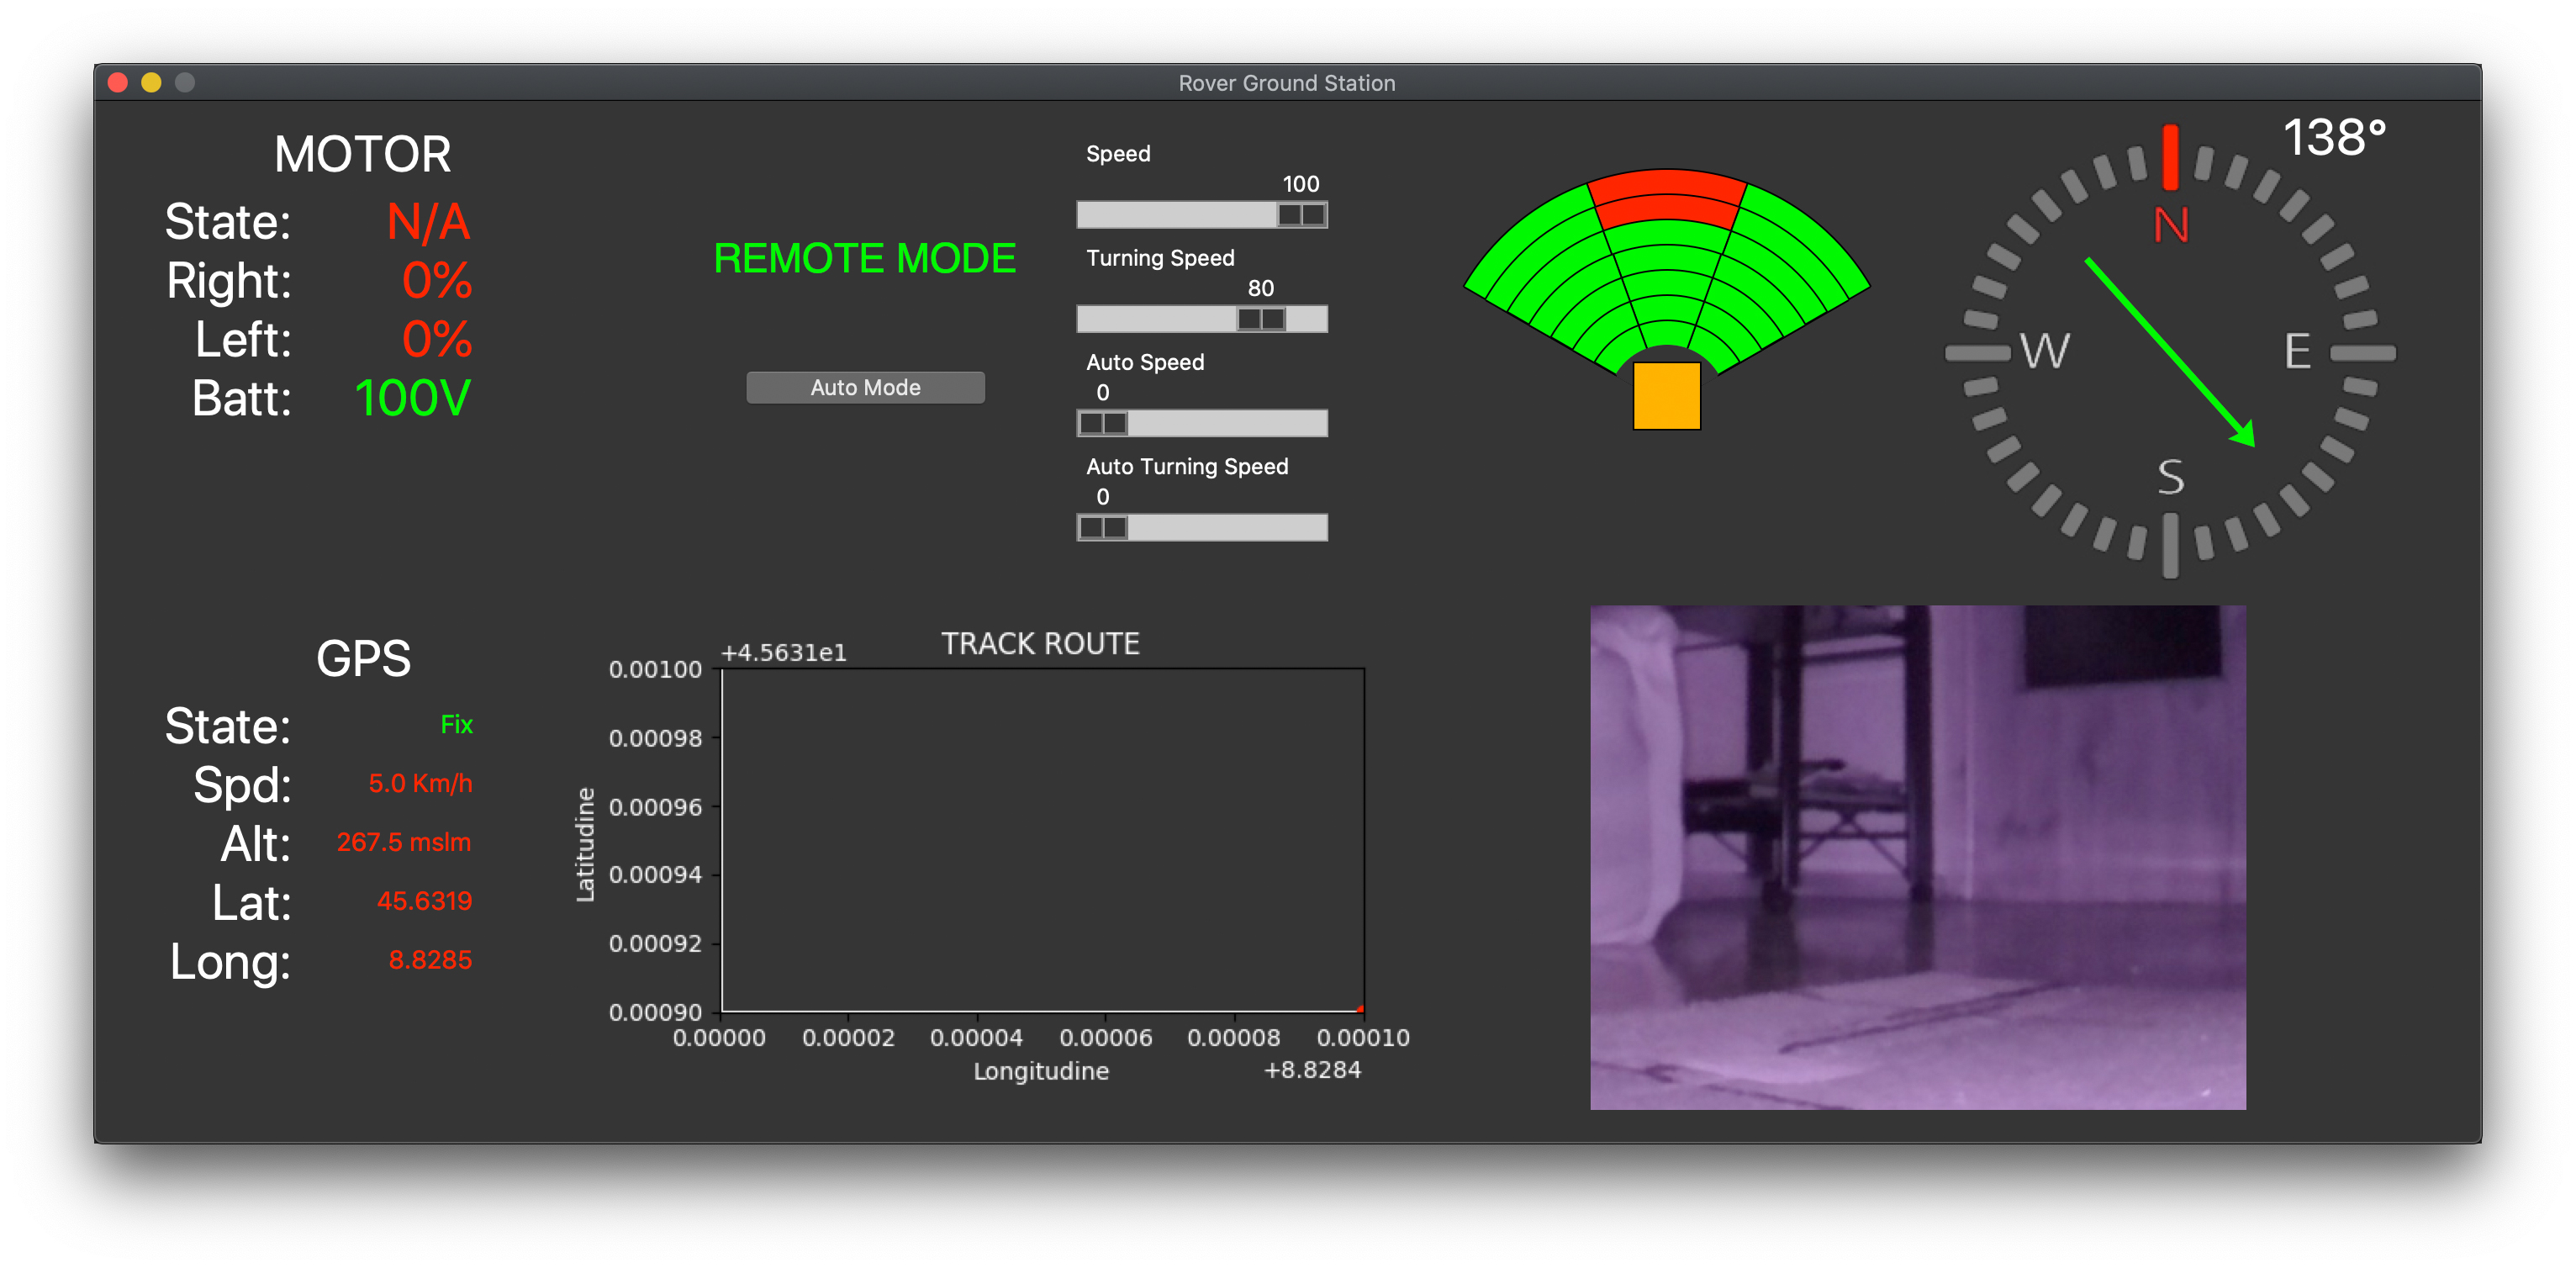 Rover Ground Station
MOTOR
State: N/A
Right: 0%
Left: 0%
Batt: 100V
REMOTE MODE
Auto Mode
Speed
100
Turning Speed
80
Auto Speed
0
Auto Turning Speed
0
138°
N
W
E
S
GPS
State: Fix
Spd: 5.0 Km/h
Alt: 267.5 mslm
Lat: 45.6319
Long: 8.8285
TRACK ROUTE
+4.5631e1
0.00100
0.00098
0.00096
0.00094
0.00092
0.00090
Latitudine
0.00000 0.00002 0.00004 0.00006 0.00008 0.00010
Longitudine
+8.8284